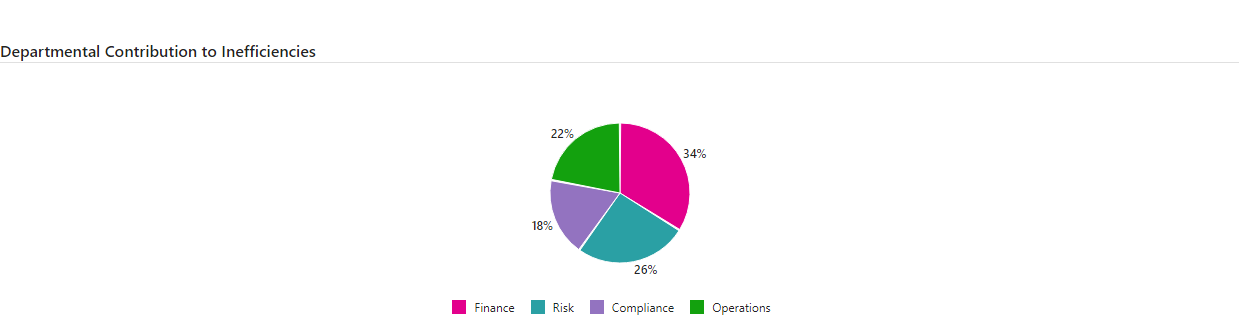 Departmental Contribution to Inefficiencies
22%
34%
18%
26%
Finance Risk Compliance Operations